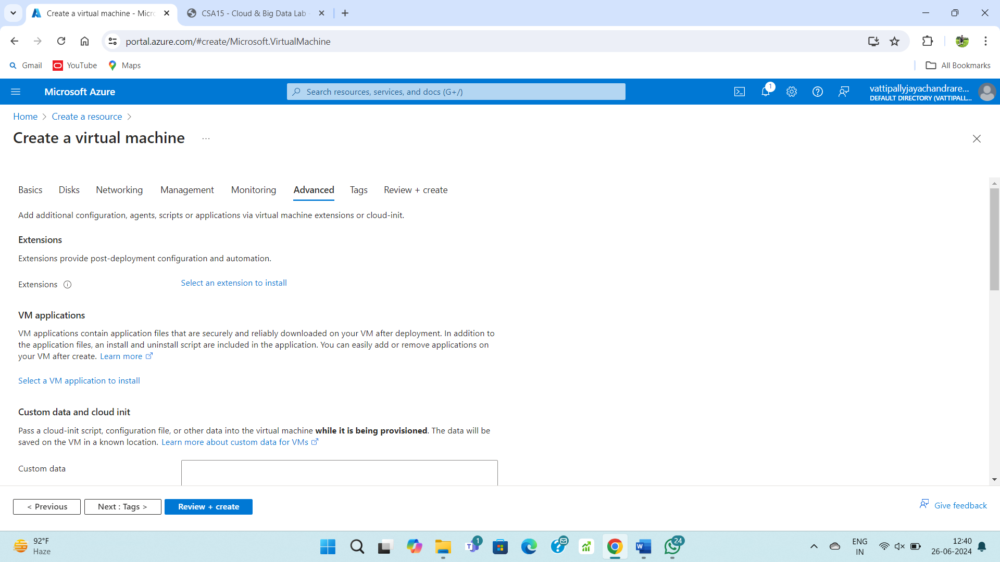 Create a virtual machine - Micr
CSA15 - Cloud & Big Data Lab -
portal.azure.com/#create/Microsoft.VirtualMachine
Gmail
YouTube
Maps
All Bookmarks
Microsoft Azure
Search resources, services, and docs (G+/)
1
vattipallyjayachandrare...
DEFAULT DIRECTORY (VATTIPALL...
Home
Create a resource
Create a virtual machine
...
Basics
Disks
Networking
Management
Monitoring
Advanced
Tags
Review + create
Add additional configuration, agents, scripts or applications via virtual machine extensions or cloud-init.
Extensions
Extensions provide post-deployment configuration and automation.
Extensions
Select an extension to install
VM applications
VM applications contain application files that are securely and reliably downloaded on your VM after deployment. In addition to
the application files, an install and uninstall script are included in the application. You can easily add or remove applications on
your VM after create. Learn more
Select a VM application to install
Custom data and cloud init
Pass a cloud-init script, configuration file, or other data into the virtual machine while it is being provisioned. The data will be
saved on the VM in a known location. Learn more about custom data for VMs
Custom data
< Previous
Next : Tags >
Review + create
Give feedback
92°F
Haze
1
24
ENG
IN
12:40
26-06-2024